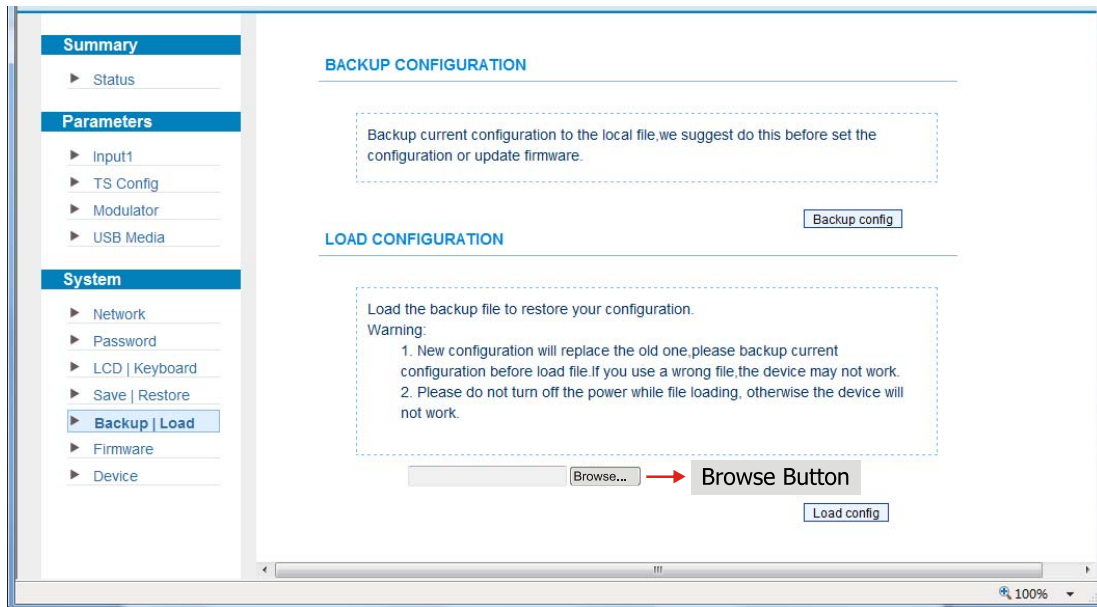 Summary
Status
Parameters
Input1
TS Config
Modulator
USB Media
System
Network
Password
LCD | Keyboard
Save | Restore
Backup | Load
Firmware
Device
BACKUP CONFIGURATION
Backup current configuration to the local file,we suggest do this before set the
configuration or update firmware.
Backup config
LOAD CONFIGURATION
Load the backup file to restore your configuration.
Warning:
1. New configuration will replace the old one,please backup current
configuration before load file.If you use a wrong file,the device may not work.
2. Please do not turn off the power while file loading, otherwise the device will
not work.
Browse... Browse Button
Load config
100%